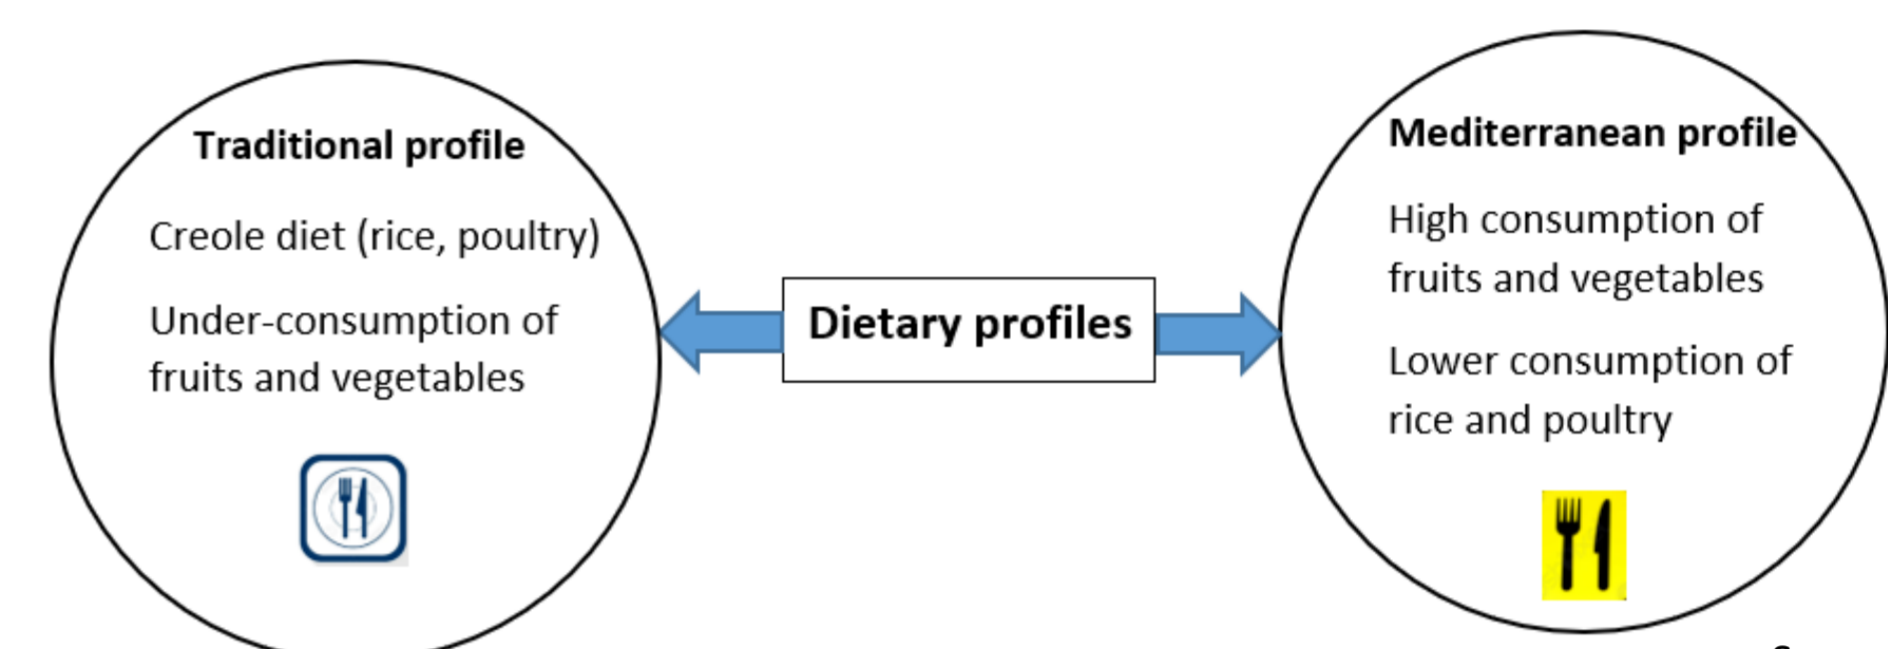 Traditional profile
Creole diet (rice, poultry)
Under-consumption of
fruits and vegetables
Dietary profiles
Mediterranean profile
High consumption of
fruits and vegetables
Lower consumption of
rice and poultry